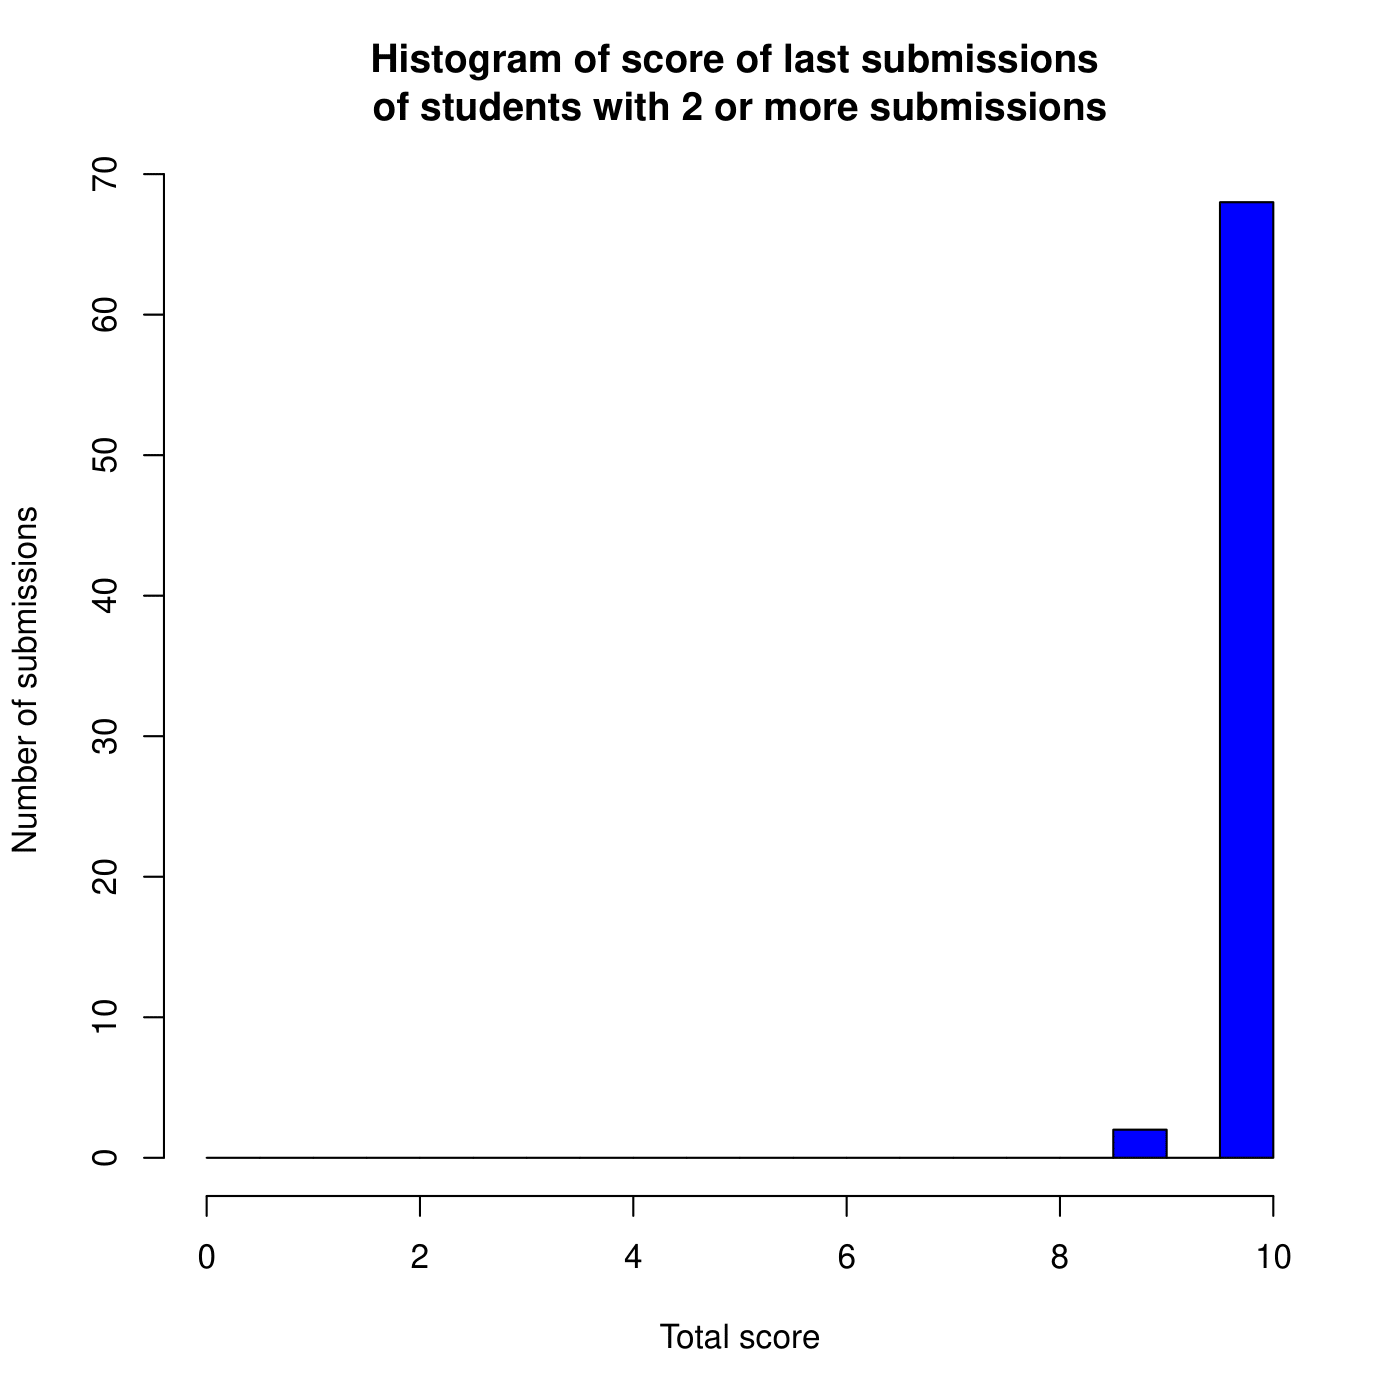 Histogram of score of last submissions
of students with 2 or more submissions
70
60
50
40
30
20
10
0
Number of submissions
0 2 4 6 8 10
Total score